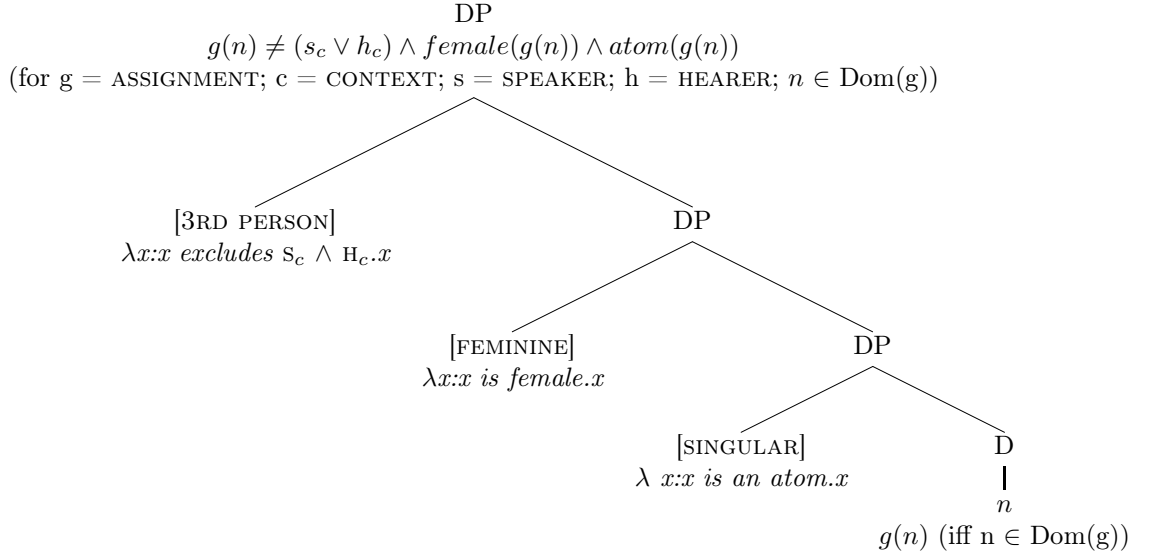 DP
g(n) ≠ (s_c ∨ h_c) ∧ female(g(n)) ∧ atom(g(n))
(for g = ASSIGNMENT; c = CONTEXT; s = SPEAKER; h = HEARER; n ∈ Dom(g))
[3RD PERSON]
λx:x excludes S_c ∧ H_c.x
DP
[FEMININE]
λx:x is female.x
DP
[SINGULAR]
λ x:x is an atom.x
D
n
g(n) (iff n ∈ Dom(g))